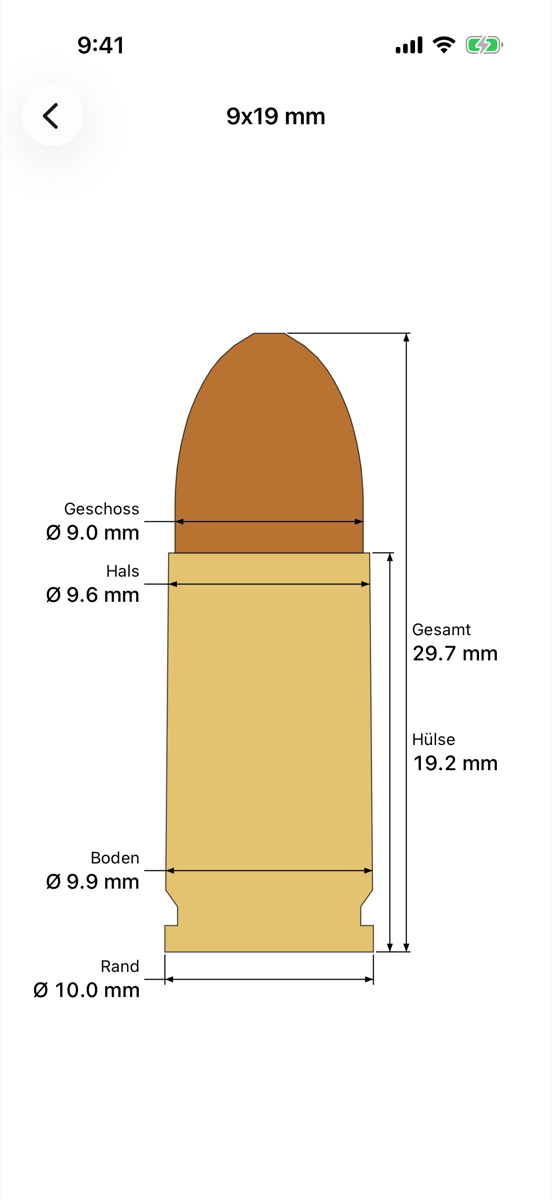 9:41
9x19 mm
Geschoss
Ø 9.0 mm
Hals
Ø 9.6 mm
Gesamt
29.7 mm
Hülse
19.2 mm
Boden
Ø 9.9 mm
Rand
Ø 10.0 mm